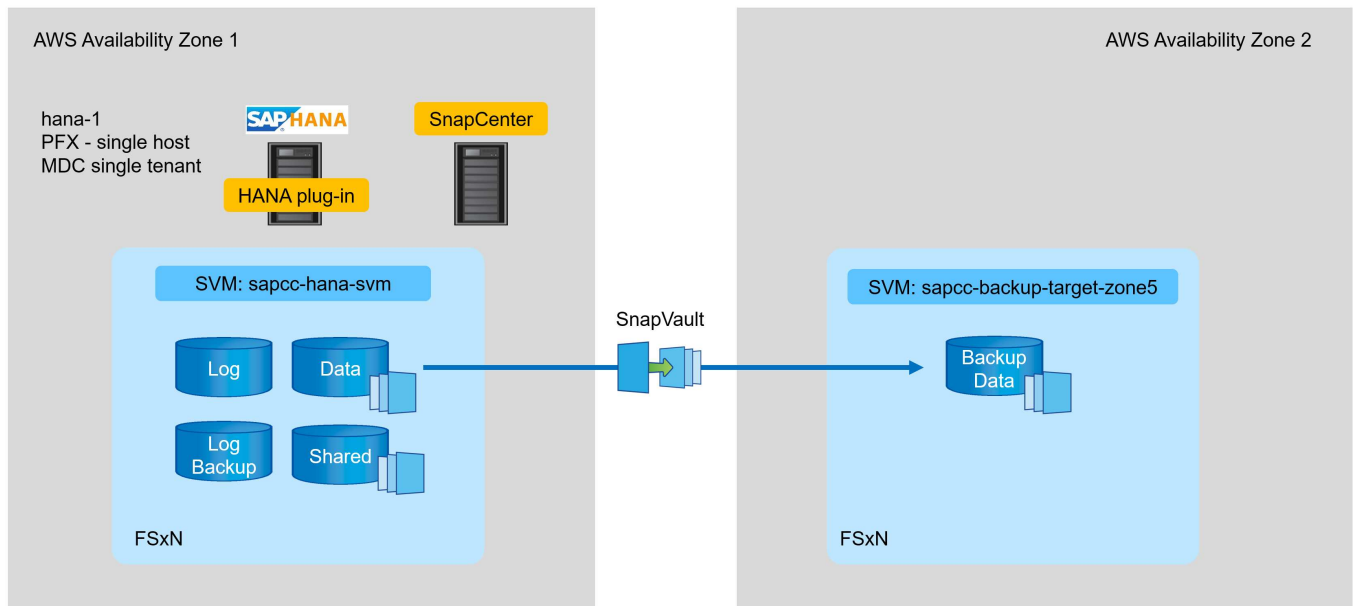 AWS Availability Zone 1
AWS Availability Zone 2
hana-1
PFX - single host
MDC single tenant
SAP HANA
SnapCenter
HANA plug-in
SVM: sapcc-hana-svm
SVM: sapcc-backup-target-zone5
SnapVault
Log
Data
Backup
Data
Log
Backup
Shared
FSxN
FSxN